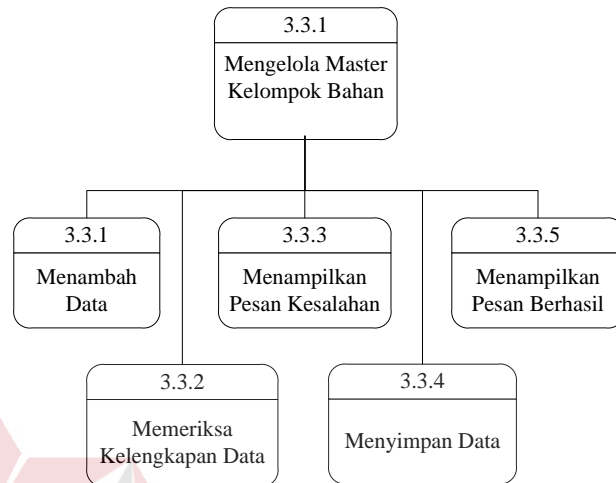 3.3.1
Mengelola Master
Kelompok Bahan
3.3.1
Menambah
Data
3.3.3
Menampilkan
Pesan Kesalahan
3.3.5
Menampilkan
Pesan Berhasil
3.3.2
Memeriksa
Kelengkapan Data
3.3.4
Menyimpan Data